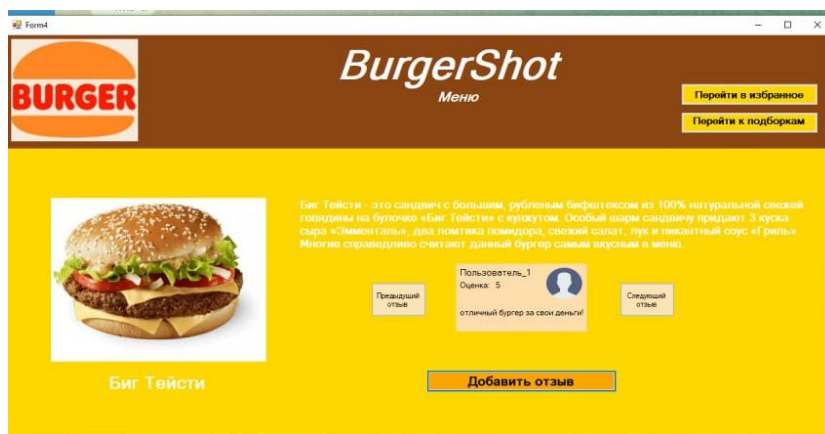 Form4
BURGER
BurgerShot
Меню
Перейти в избранное
Перейти к подборкам
Биг Тейсти - это сандвич с большим, рубленым бифштексом из 100% натуральной свежей
говядины на булочке «Биг Тейсти» с кунжутом. Особый шарм сандвичу придают 3 куска
сыра «Эмменталь», два ломтика помидора, свежий салат, лук и пикантный соус «Гриль».
Многие справедливо считают данный бургер самым вкусным в меню.
Пользователь_1
Оценка: 5
отличный бургер за свои деньги!
Предыдущий
отзыв
Следующий
отзыв
Биг Тейсти
Добавить отзыв